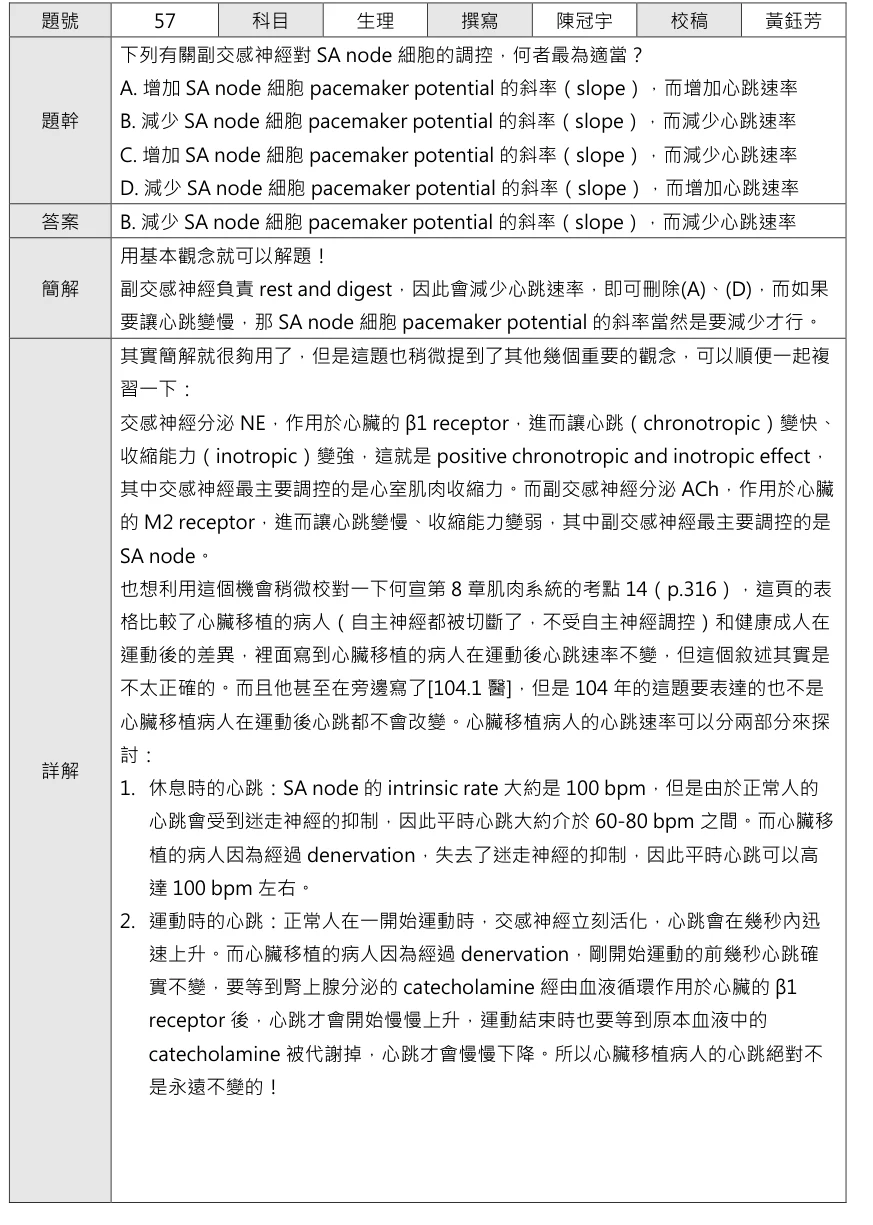 題號 57 科目 生理 撰寫 陳冠宇 校稿 黃鈺芳
題幹
下列有關副交感神經對 SA node 細胞的調控，何者最為適當？
A. 增加 SA node 細胞 pacemaker potential 的斜率（slope），而增加心跳速率
B. 減少 SA node 細胞 pacemaker potential 的斜率（slope），而減少心跳速率
C. 增加 SA node 細胞 pacemaker potential 的斜率（slope），而減少心跳速率
D. 減少 SA node 細胞 pacemaker potential 的斜率（slope），而增加心跳速率
答案 B. 減少 SA node 細胞 pacemaker potential 的斜率（slope），而減少心跳速率
簡解
用基本觀念就可以解題！
副交感神經負責 rest and digest，因此會減少心跳速率，即可刪除(A)、(D)，而如果
要讓心跳變慢，那 SA node 細胞 pacemaker potential 的斜率當然是要減少才行。
詳解
其實簡解就很夠用了，但是這題也稍微提到了其他幾個重要的觀念，可以順便一起複
習一下：
交感神經分泌 NE，作用於心臟的 β1 receptor，進而讓心跳（chronotropic）變快、
收縮能力（inotropic）變強，這就是 positive chronotropic and inotropic effect，
其中交感神經最主要調控的是心室肌肉收縮力。而副交感神經分泌 ACh，作用於心臟
的 M2 receptor，進而讓心跳變慢、收縮能力變弱，其中副交感神經最主要調控的是
SA node。
也想利用這個機會稍微校對一下何宣第 8 章肌肉系統的考點 14（p.316），這頁的表
格比較了心臟移植的病人（自主神經都被切斷了，不受自主神經調控）和健康成人在
運動後的差異，裡面寫到心臟移植的病人在運動後心跳速率不變，但這個敘述其實是
不太正確的。而且他甚至在旁邊寫了[104.1 醫]，但是 104 年的這題要表達的也不是
心臟移植病人在運動後心跳都不會改變。心臟移植病人的心跳速率可以分兩部分來探
討：
1. 休息時的心跳：SA node 的 intrinsic rate 大約是 100 bpm，但是由於正常人的
心跳會受到迷走神經的抑制，因此平時心跳大約介於 60-80 bpm 之間。而心臟移
植的病人因為經過 denervation，失去了迷走神經的抑制，因此平時心跳可以高
達 100 bpm 左右。
2. 運動時的心跳：正常人在一開始運動時，交感神經立刻活化，心跳會在幾秒內迅
速上升。而心臟移植的病人因為經過 denervation，剛開始運動的前幾秒心跳確
實不變，要等到腎上腺分泌的 catecholamine 經由血液循環作用於心臟的 β1
receptor 後，心跳才會開始慢慢上升，運動結束時也要等到原本血液中的
catecholamine 被代謝掉，心跳才會慢慢下降。所以心臟移植病人的心跳絕對不
是永遠不變的！